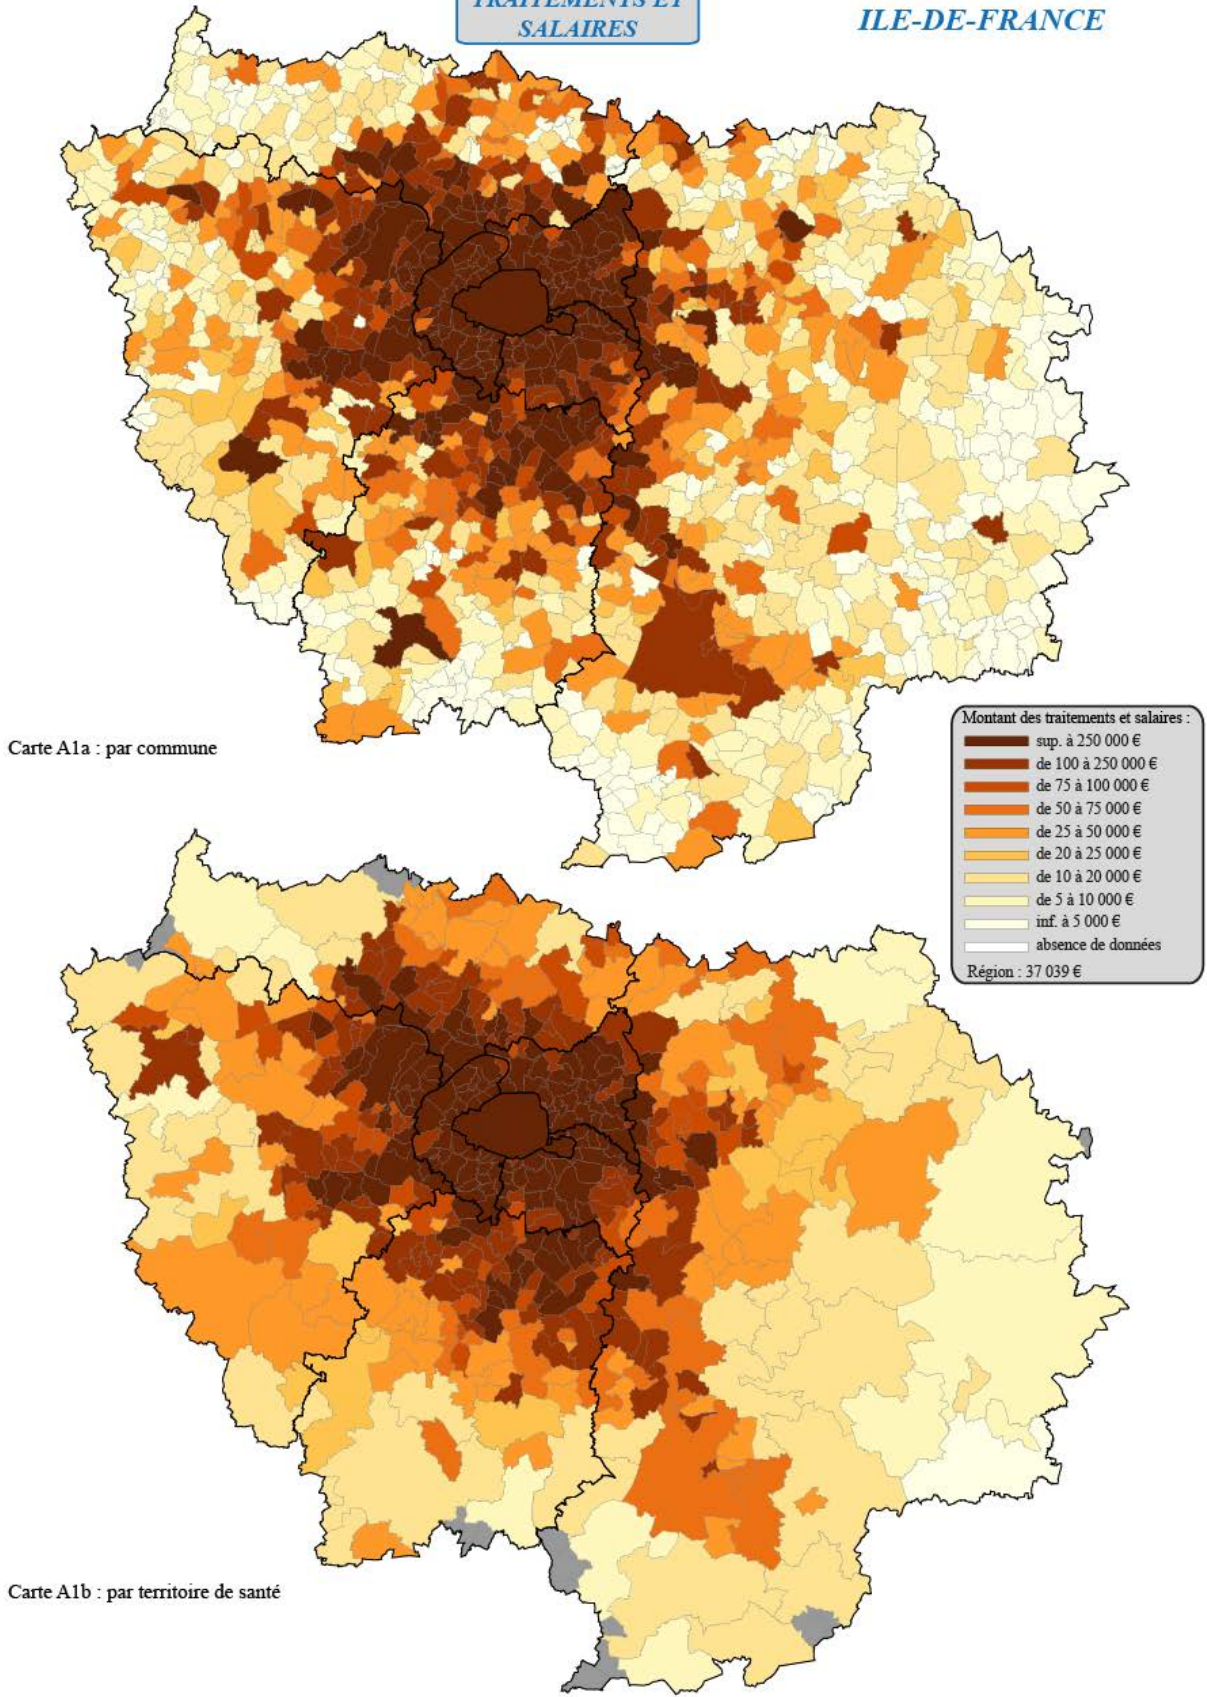 TRAITEMENTS ET
SALAIRES
ILE-DE-FRANCE
Carte A1a : par commune
Montant des traitements et salaires :
sup. à 250 000 €
de 100 à 250 000 €
de 75 à 100 000 €
de 50 à 75 000 €
de 25 à 50 000 €
de 20 à 25 000 €
de 10 à 20 000 €
de 5 à 10 000 €
inf. à 5 000 €
absence de données
Région : 37 039 €
Carte A1b : par territoire de santé